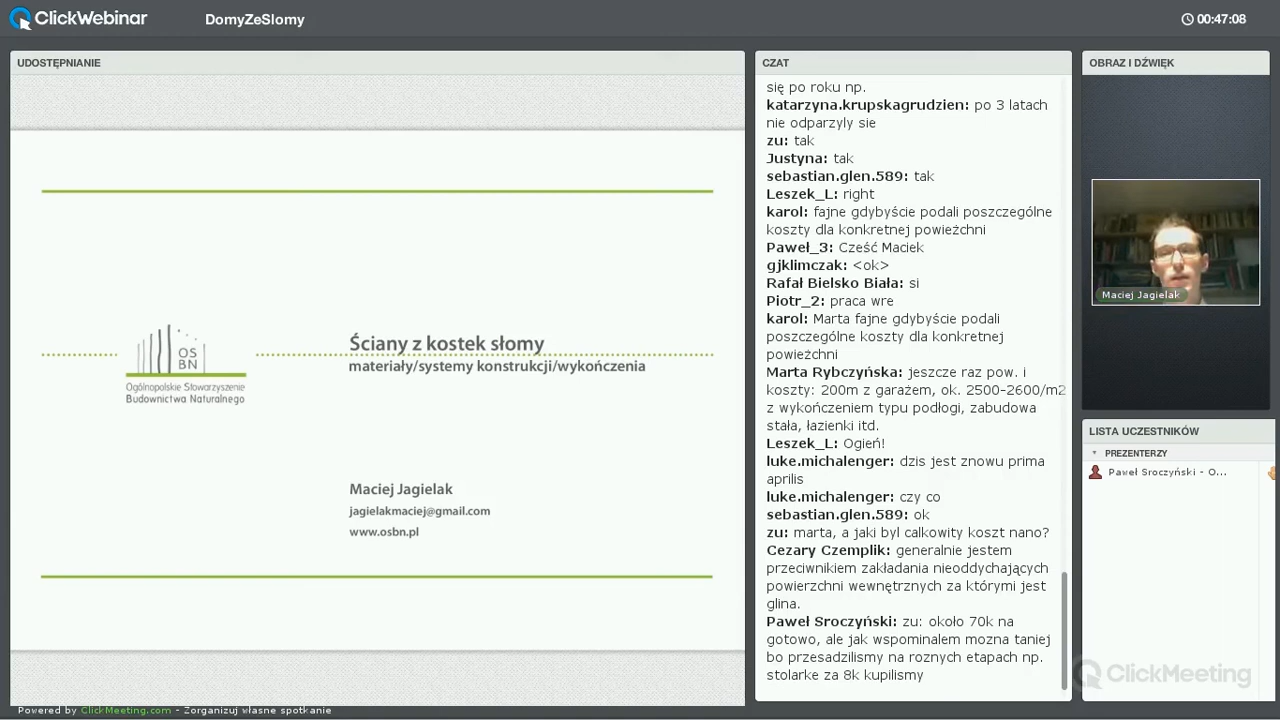 ClickWebinar
DomyZeSlomy
00:47:08
UDOSTĘPNIANIE
OS
BN
Ogólnopolskie Stowarzyszenie
Budownictwa Naturalnego
Ściany z kostek słomy
materiały/systemy konstrukcji/wykończenia
Maciej Jagielak
jagielakmaciej@gmail.com
www.osbn.pl
CZAT
się po roku np.
katarzyna.krupskagrudzien: po 3 latach
nie odparzyly sie
zu: tak
Justyna: tak
sebastian.glen.589: tak
Leszek_L: right
karol: fajne gdybyście podali poszczególne
koszty dla konkretnej powieżchni
Paweł_3: Cześć Maciek
gjklimczak: <ok>
Rafał Bielsko Biała: si
Piotr_2: praca wre
karol: Marta fajne gdybyście podali
poszczególne koszty dla konkretnej
powieżchni
Marta Rybczyńska: jeszcze raz pow. i
koszty: 200m z garażem, ok. 2500-2600/m2
z wykończeniem typu podłogi, zabudowa
stała, łazienki itd.
Leszek_L: Ogień!
luke.michalenger: dzis jest znowu prima
aprilis
luke.michalenger: czy co
sebastian.glen.589: ok
zu: marta, a jaki byl calkowity koszt nano?
Cezary Czemplik: generalnie jestem
przeciwnikiem zakładania nieoddychających
powierzchni wewnętrznych za którymi jest
glina.
Paweł Sroczyński: zu: około 70k na
gotowo, ale jak wspominalem mozna taniej
bo przesadzilismy na roznych etapach np.
stolarke za 8k kupilismy
OBRAZ I DŹWIĘK
Maciej Jagielak
LISTA UCZESTNIKÓW
PREZENTERZY
Paweł Sroczyński - O...
ClickMeeting
Powered by ClickMeeting.com - Zorganizuj własne spotkanie